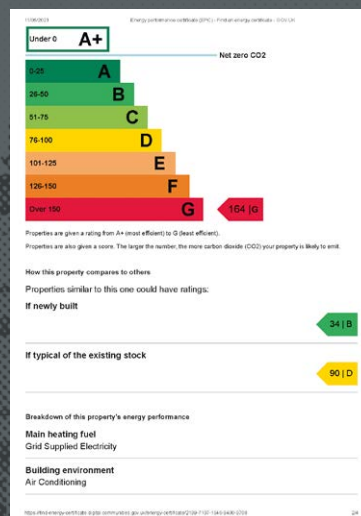 Energy performance certificate (EPC) – Find an energy certificate – GOV.UK
Under 0 A+
Net zero CO2
0-25 A
26-50 B
51-75 C
76-100 D
101-125 E
126-150 F
Over 150 G 164 | G
Properties are given a rating from A+ (most efficient) to G (least efficient).
Properties are also given a score. The larger the number, the more carbon dioxide (CO2) your property is likely to emit.
How this property compares to others
Properties similar to this one could have ratings:
If newly built
34 | B
If typical of the existing stock
90 | D
Breakdown of this property's energy performance
Main heating fuel
Grid Supplied Electricity
Building environment
Air Conditioning
2/4